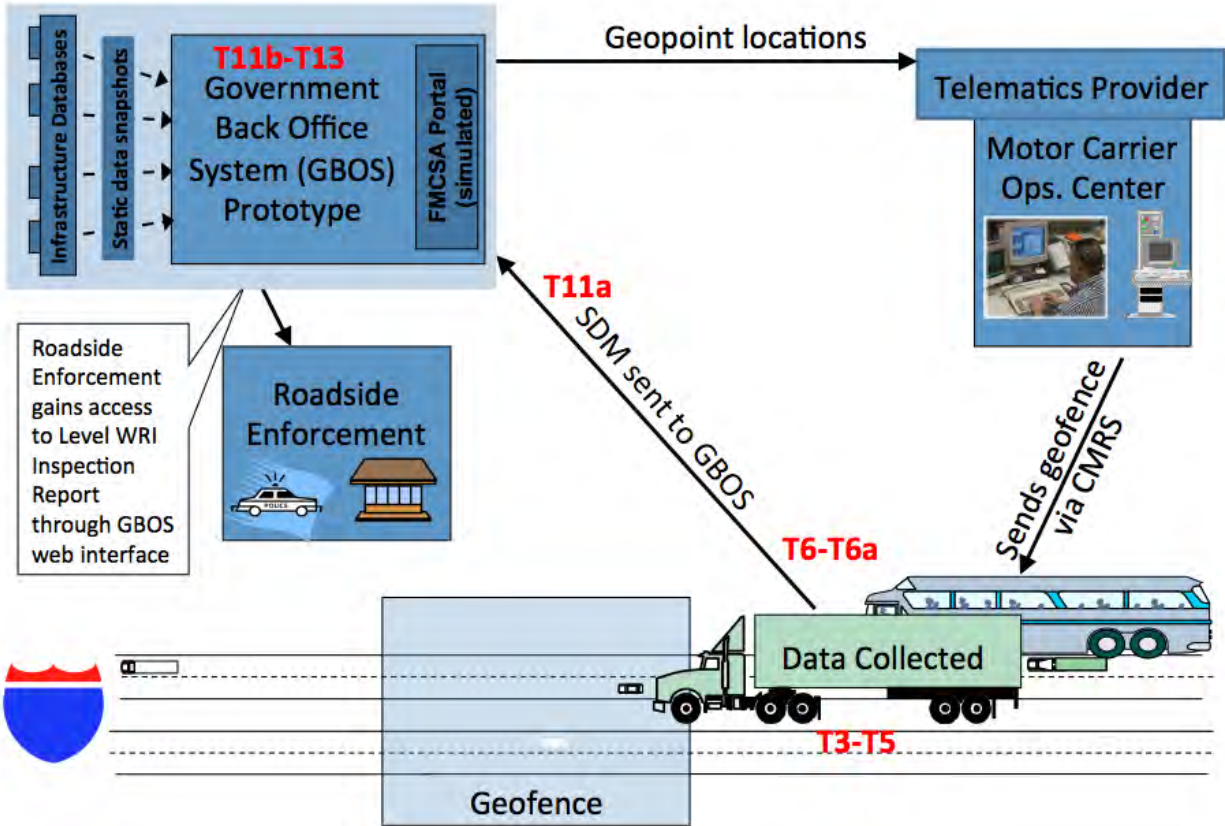 Infrastructure Databases
Static data snapshots
T11b-T13
Government
Back Office
System (GBOS)
Prototype
FMCSA Portal
(simulated)
Geopoint locations
Telematics Provider
Motor Carrier
Ops. Center
T11a
SDM sent to GBOS
Roadside
Enforcement
gains access
to Level WRI
Inspection
Report
through GBOS
web interface
Roadside
Enforcement
POLICE
Sends geofence
via CMRS
T6-T6a
Data Collected
T3-T5
Geofence